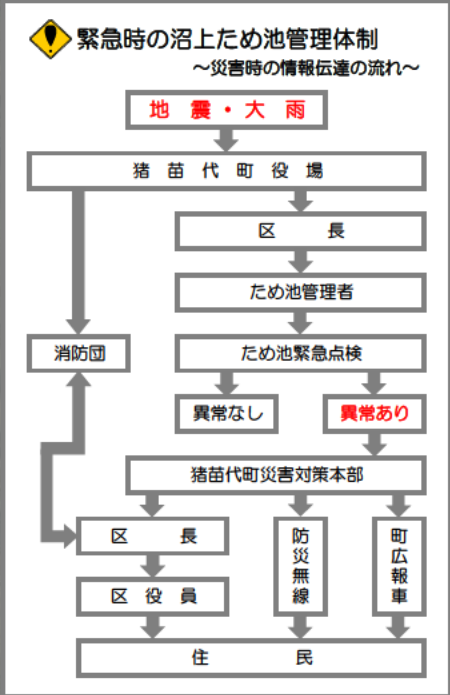 緊急時の沼上ため池管理体制
～災害時の情報伝達の流れ～
地 震・大 雨
猪 苗 代 町 役 場
区 長
ため池管理者
消防団
ため池緊急点検
異常なし
異常あり
猪苗代町災害対策本部
区 長
防災無線
町広報車
区 役 員
住 民